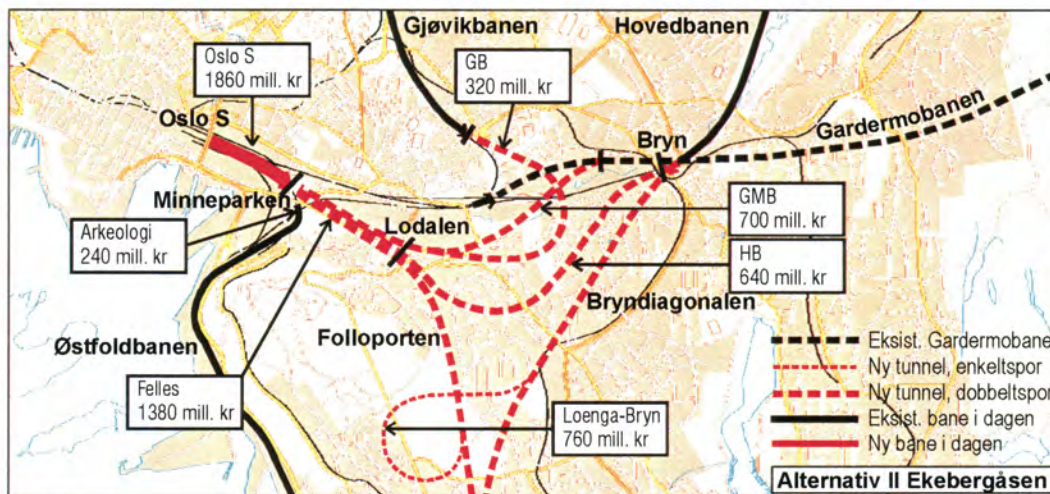 Gjøvikbanen
Hovedbanen
Oslo S
1860 mill. kr
GB
320 mill. kr
Oslo S
Bryn
Gardermobanen
Minneparken
Lodalen
GMB
700 mill. kr
Arkeologi
240 mill. kr
HB
640 mill. kr
Bryndiagonalen
Folloporten
Østfoldbanen
Eksist. Gardermobane
Ny tunnel, enkeltspor
Felles
1380 mill. kr
Ny tunnel, dobbeltspor
Loenga-Bryn
760 mill. kr
Eksist. bane i dagen
Ny bane i dagen
Alternativ II Ekebergåsen